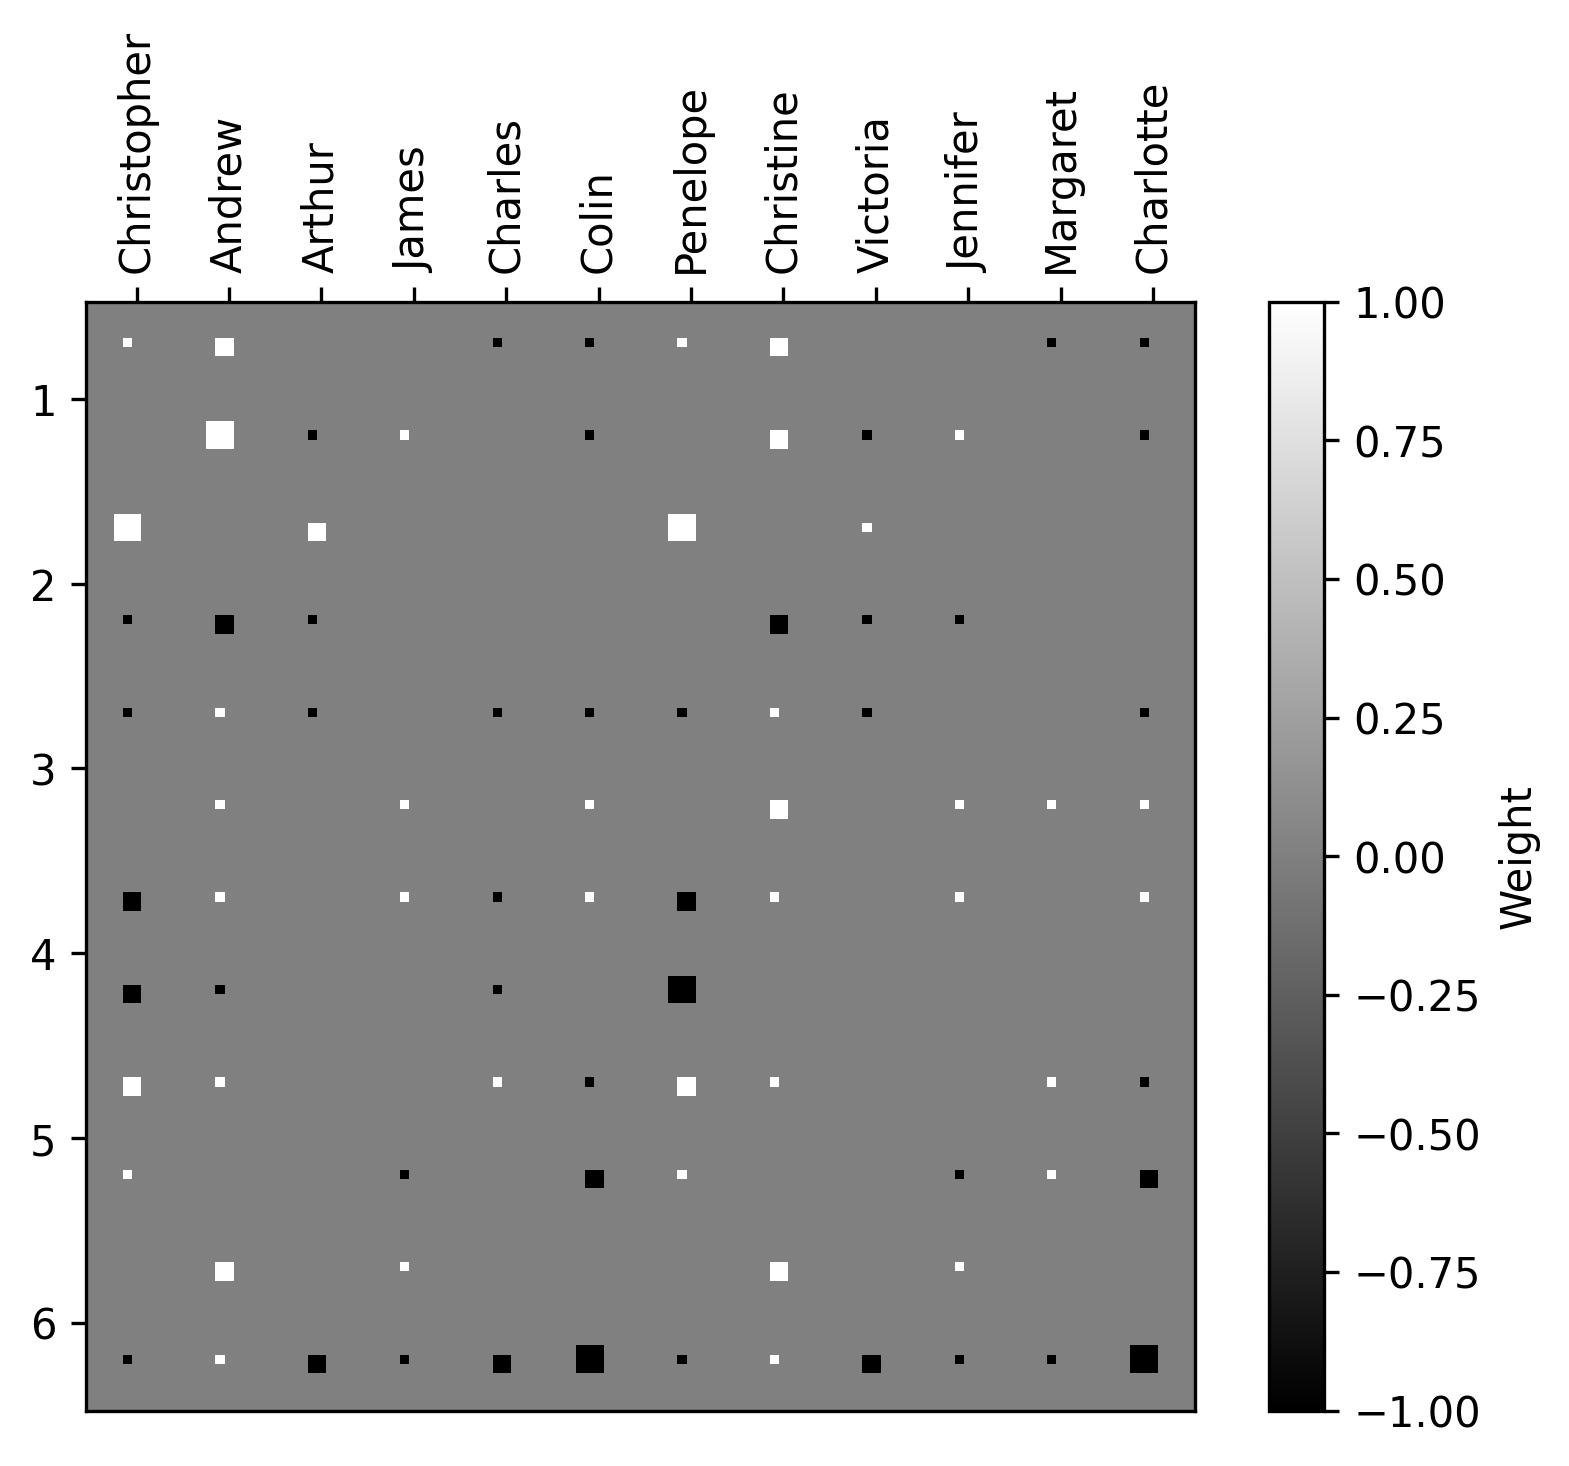 Christopher
Andrew
Arthur
James
Charles
Colin
Penelope
Christine
Victoria
Jennifer
Margaret
Charlotte
1
2
3
4
5
6
1.00
0.75
0.50
0.25
0.00
−0.25
−0.50
−0.75
−1.00
Weight